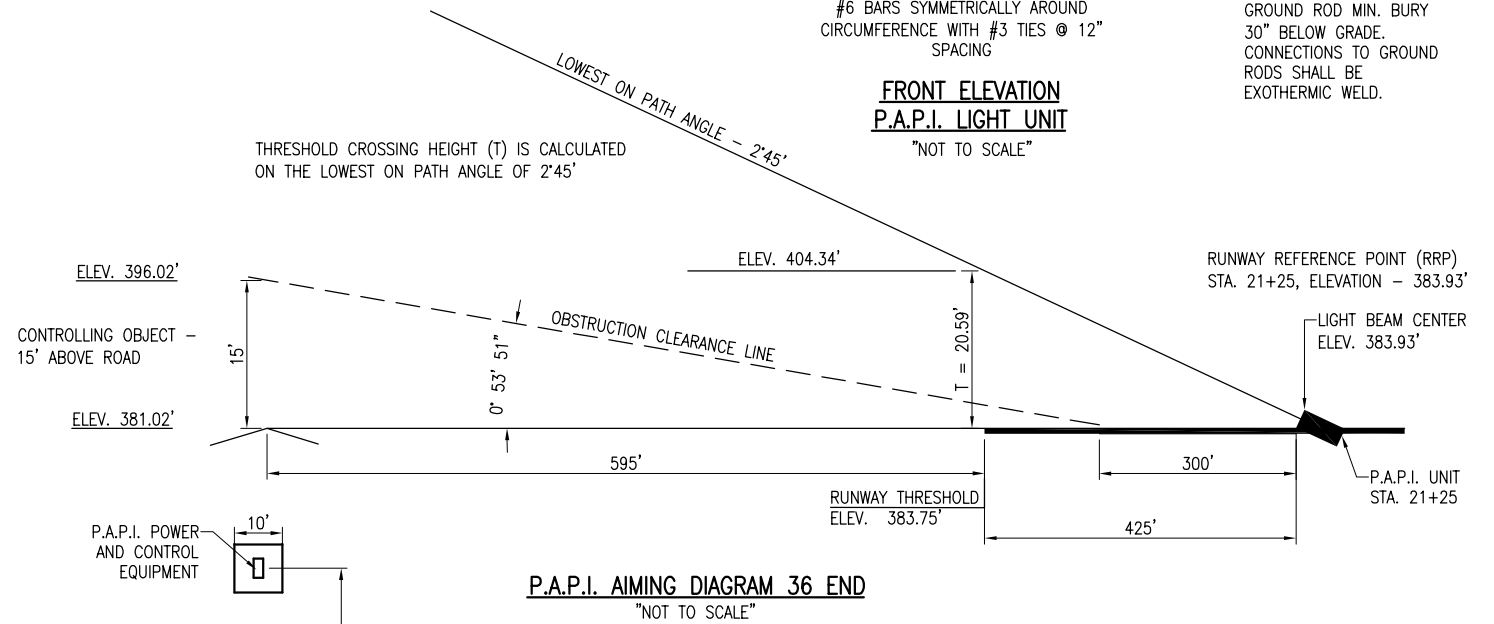 #6 BARS SYMMETRICALLY AROUND
CIRCUMFERENCE WITH #3 TIES @ 12"
SPACING
FRONT ELEVATION
P.A.P.I. LIGHT UNIT
"NOT TO SCALE"
GROUND ROD MIN. BURY
30" BELOW GRADE.
CONNECTIONS TO GROUND
RODS SHALL BE
EXOTHERMIC WELD.
LOWEST ON PATH ANGLE - 2°45'
THRESHOLD CROSSING HEIGHT (T) IS CALCULATED
ON THE LOWEST ON PATH ANGLE OF 2°45'
ELEV. 396.02'
ELEV. 404.34'
RUNWAY REFERENCE POINT (RRP)
STA. 21+25, ELEVATION - 383.93'
CONTROLLING OBJECT -
15' ABOVE ROAD
15'
OBSTRUCTION CLEARANCE LINE
0° 53' 51"
T = 20.59'
LIGHT BEAM CENTER
ELEV. 383.93'
ELEV. 381.02'
595'
300'
RUNWAY THRESHOLD
ELEV. 383.75'
425'
P.A.P.I. UNIT
STA. 21+25
P.A.P.I. POWER
AND CONTROL
EQUIPMENT
10'
P.A.P.I. AIMING DIAGRAM 36 END
"NOT TO SCALE"